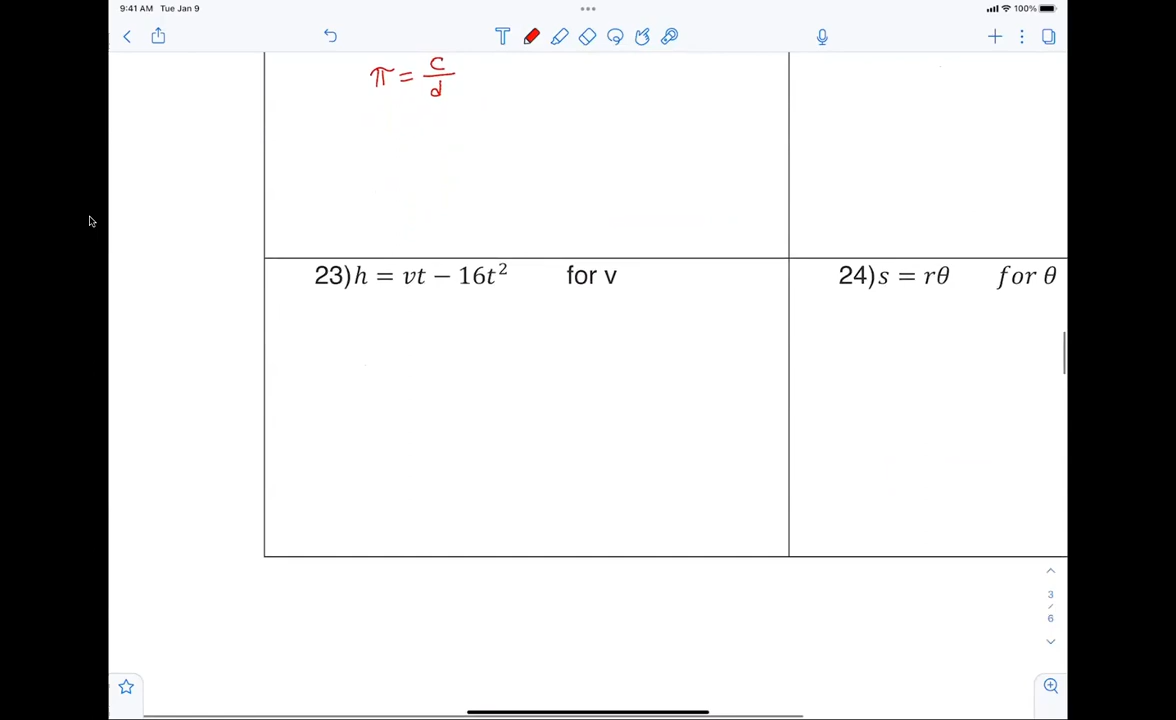 9:41 AM Tue Jan 9
100%
π = c/d
23) h = vt − 16t² for v
24) s = rθ for θ
3
/
6